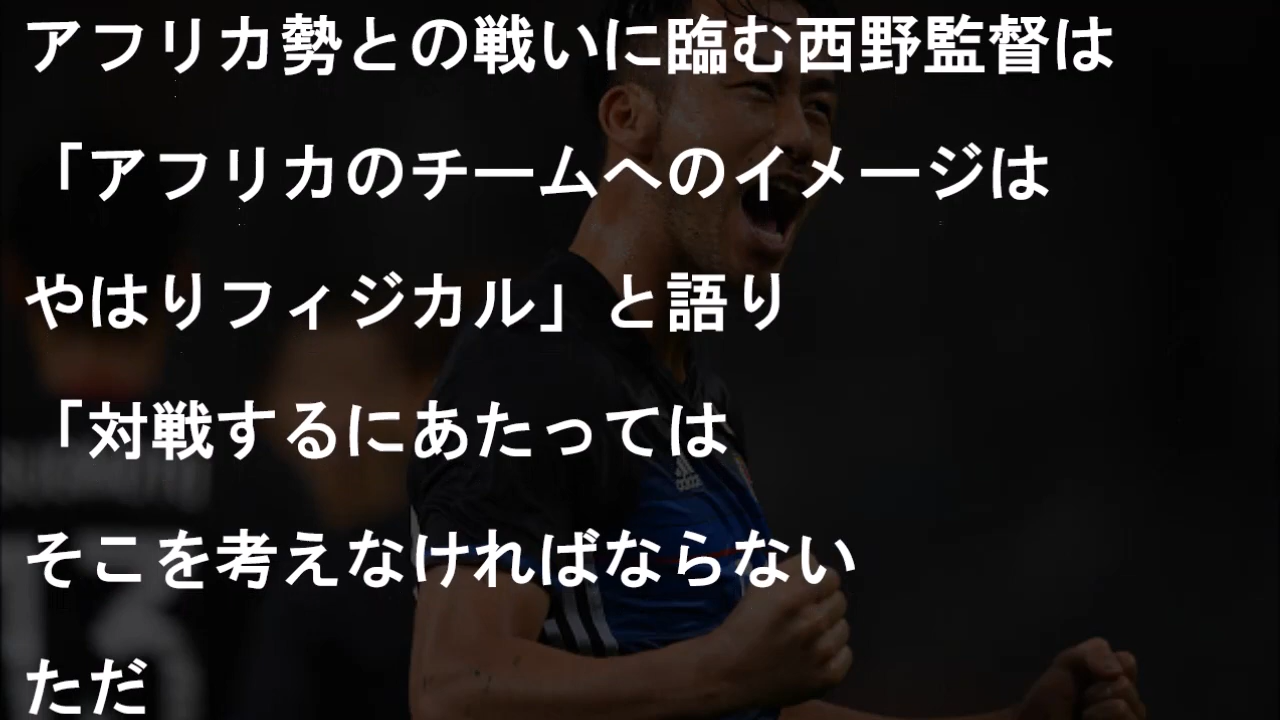 アフリカ勢との戦いに臨む西野監督は
「アフリカのチームへのイメージは
やはりフィジカル」と語り
「対戦するにあたっては
そこを考えなければならない
ただ
adidas